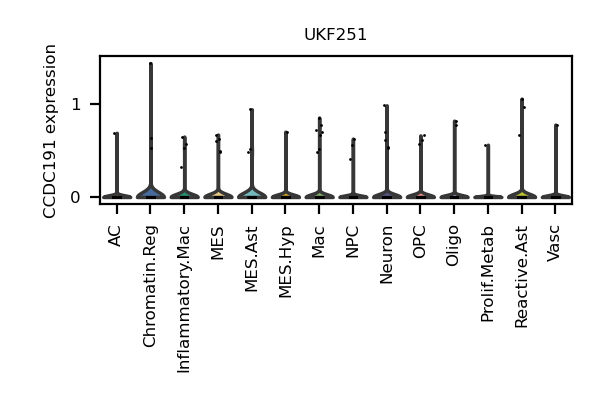 UKF251
CCDC191 expression
1
0
AC
Chromatin.Reg
Inflammatory.Mac
MES
MES.Ast
MES.Hyp
Mac
NPC
Neuron
OPC
Oligo
Prolif.Metab
Reactive.Ast
Vasc